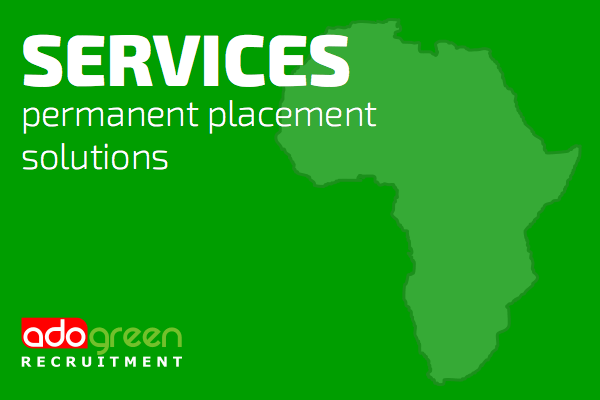 SERVICES
permanent placement
solutions
adogreen
RECRUITMENT